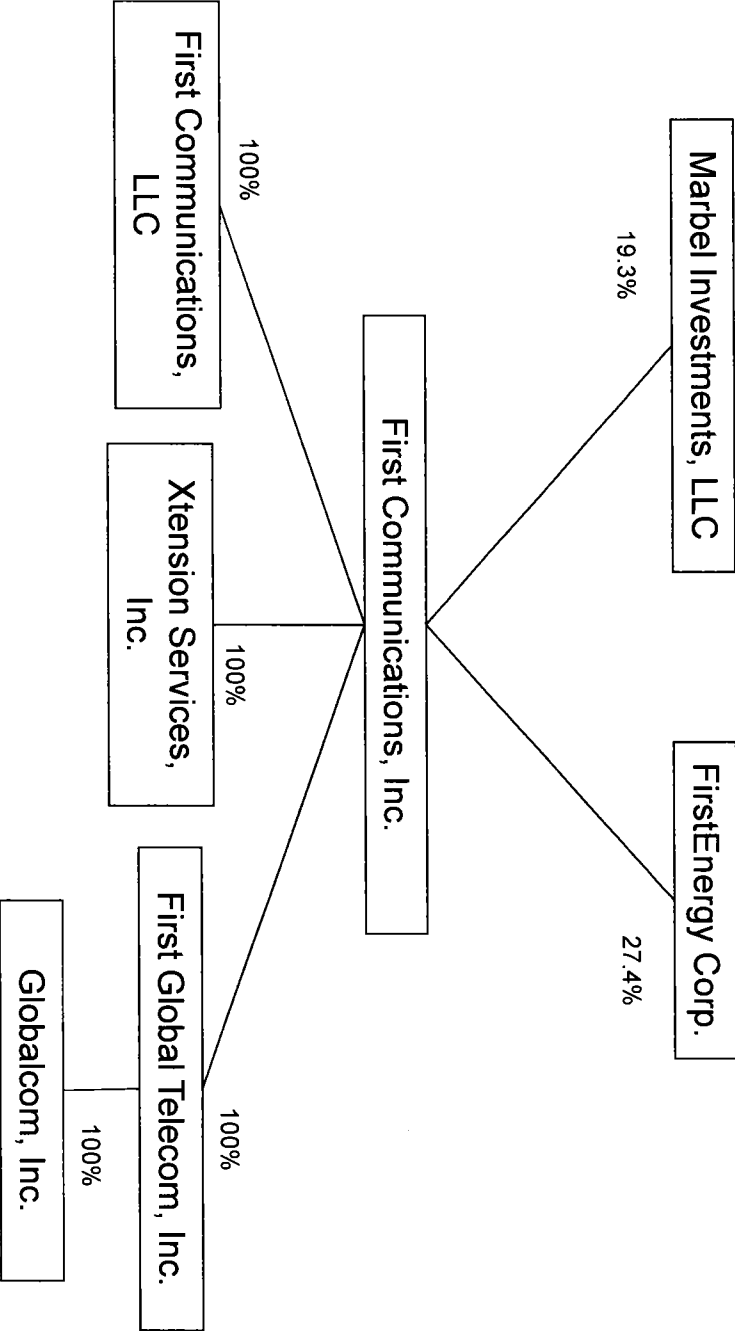 Marbel Investments, LLC
FirstEnergy Corp.
19.3%
27.4%
First Communications, Inc.
100%
100%
100%
First Communications,
LLC
Xtension Services,
Inc.
First Global Telecom, Inc.
100%
Globalcom, Inc.